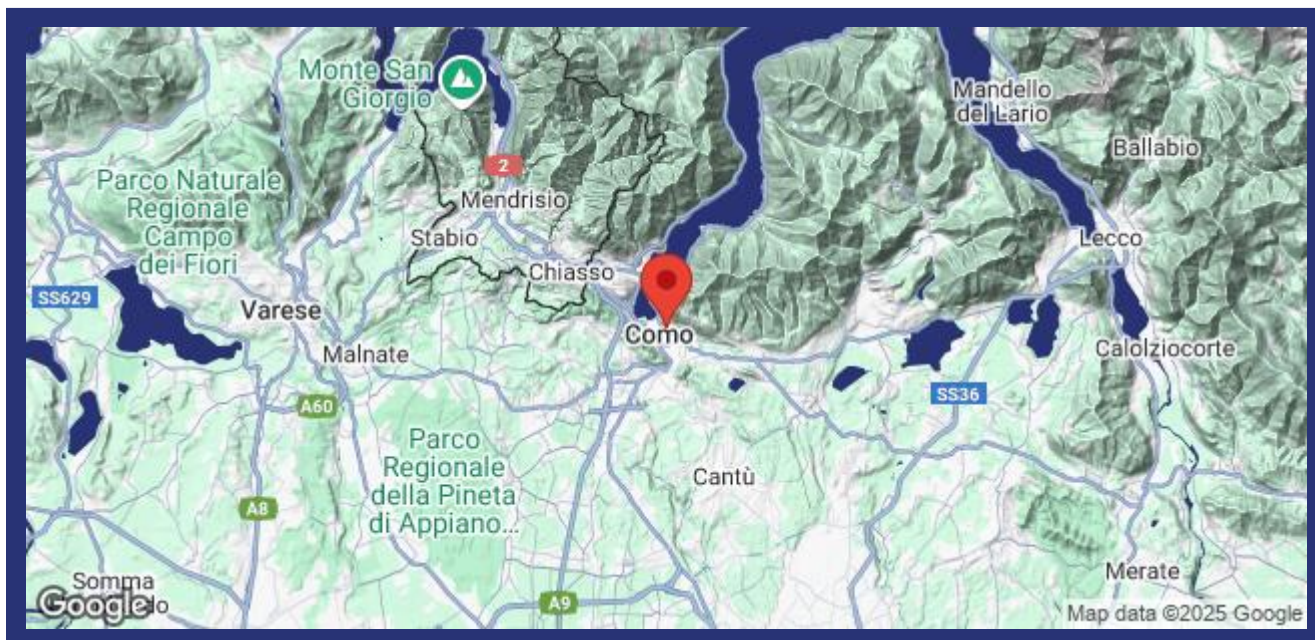 Monte San
Giorgio
Mandello
del Lario
Ballabio
2
Parco Naturale
Regionale
Campo
dei Fiori
Mendrisio
Stabio
Lecco
Chiasso
SS629
Varese
Como
Malnate
Calolziocorte
SS36
A60
Parco
Regionale
della Pineta
di Appiano...
Cantù
A8
Merate
Somma
Google
A9
Map data ©2025 Google